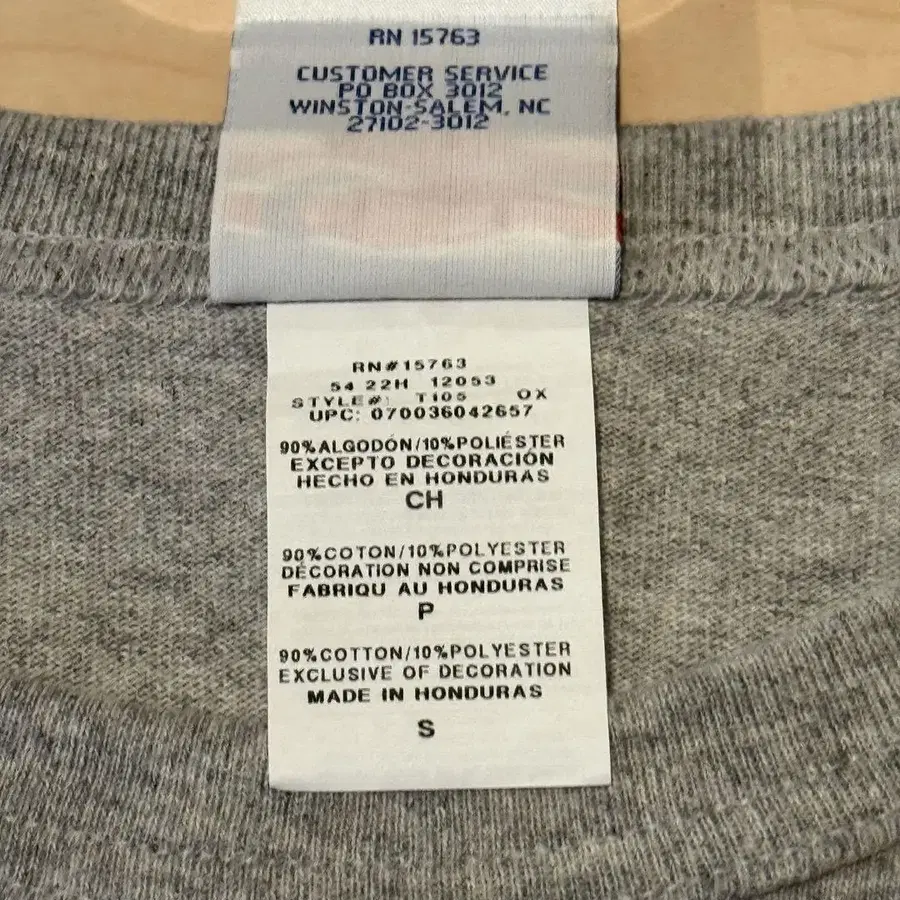 RN 15763
CUSTOMER SERVICE
PO BOX 3012
WINSTON-SALEM, NC
27102-3012
RN#15763
54 22H 12053
STYLE#: T105 OX
UPC: 070036042657
90%ALGODÓN/10%POLIÉSTER
EXCEPTO DECORACIÓN
HECHO EN HONDURAS
CH
90%COTON/10%POLYESTER
DÉCORATION NON COMPRISE
FABRIQU AU HONDURAS
P
90%COTTON/10%POLYESTER
EXCLUSIVE OF DECORATION
MADE IN HONDURAS
S